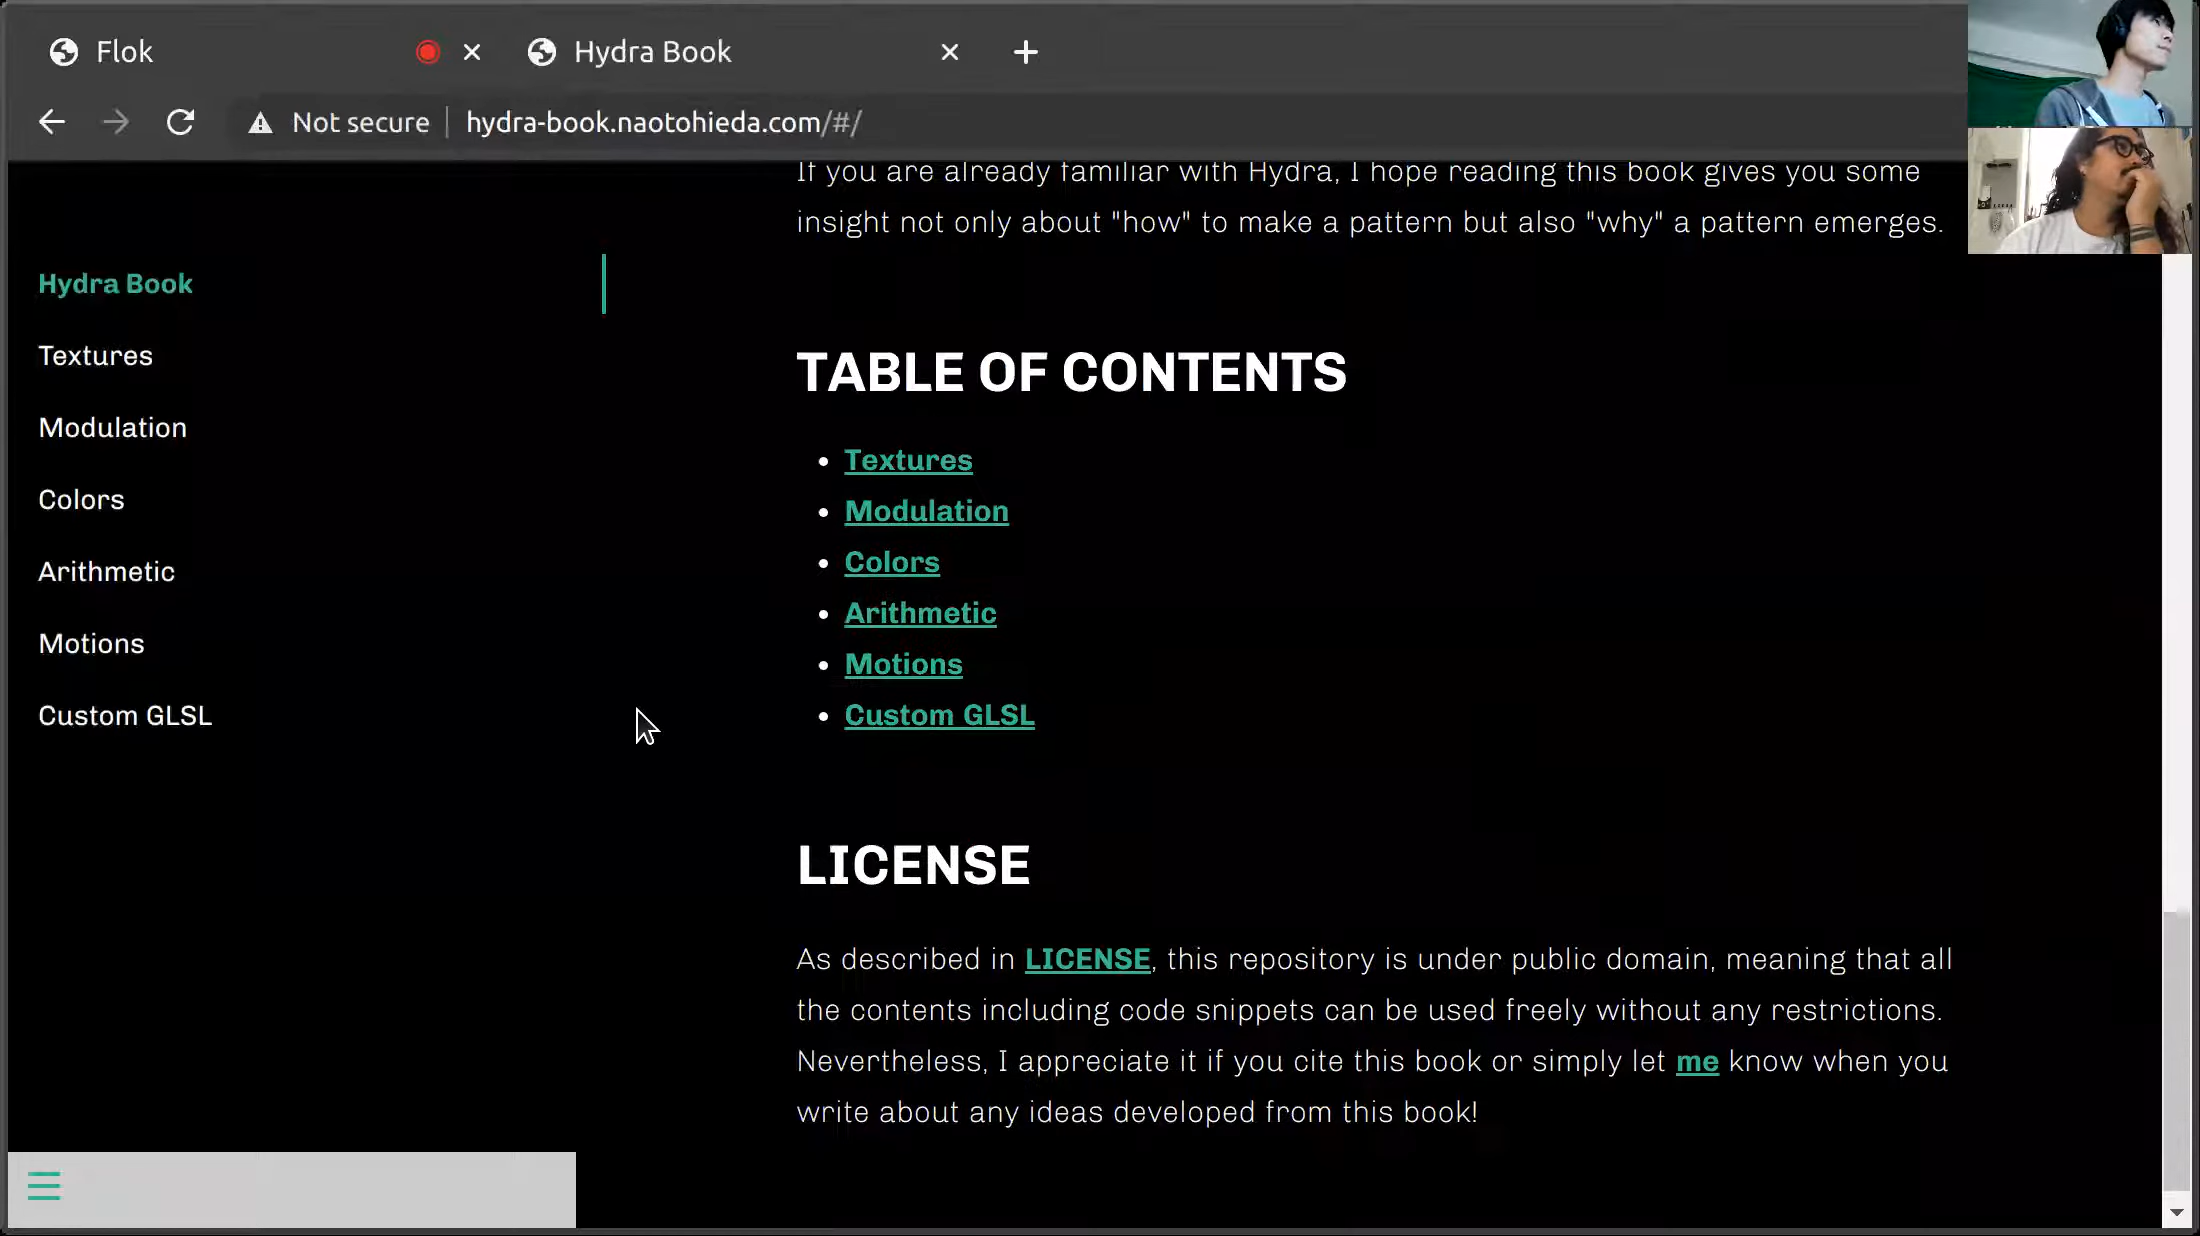 Flok
Hydra Book
Not secure
hydra-book.naotohieda.com/#/
Hydra Book
Textures
Modulation
Colors
Arithmetic
Motions
Custom GLSL
If you are already familiar with Hydra, I hope reading this book gives you some
insight not only about "how" to make a pattern but also "why" a pattern emerges.
TABLE OF CONTENTS
Textures
Modulation
Colors
Arithmetic
Motions
Custom GLSL
LICENSE
As described in LICENSE, this repository is under public domain, meaning that all
the contents including code snippets can be used freely without any restrictions.
Nevertheless, I appreciate it if you cite this book or simply let me know when you
write about any ideas developed from this book!